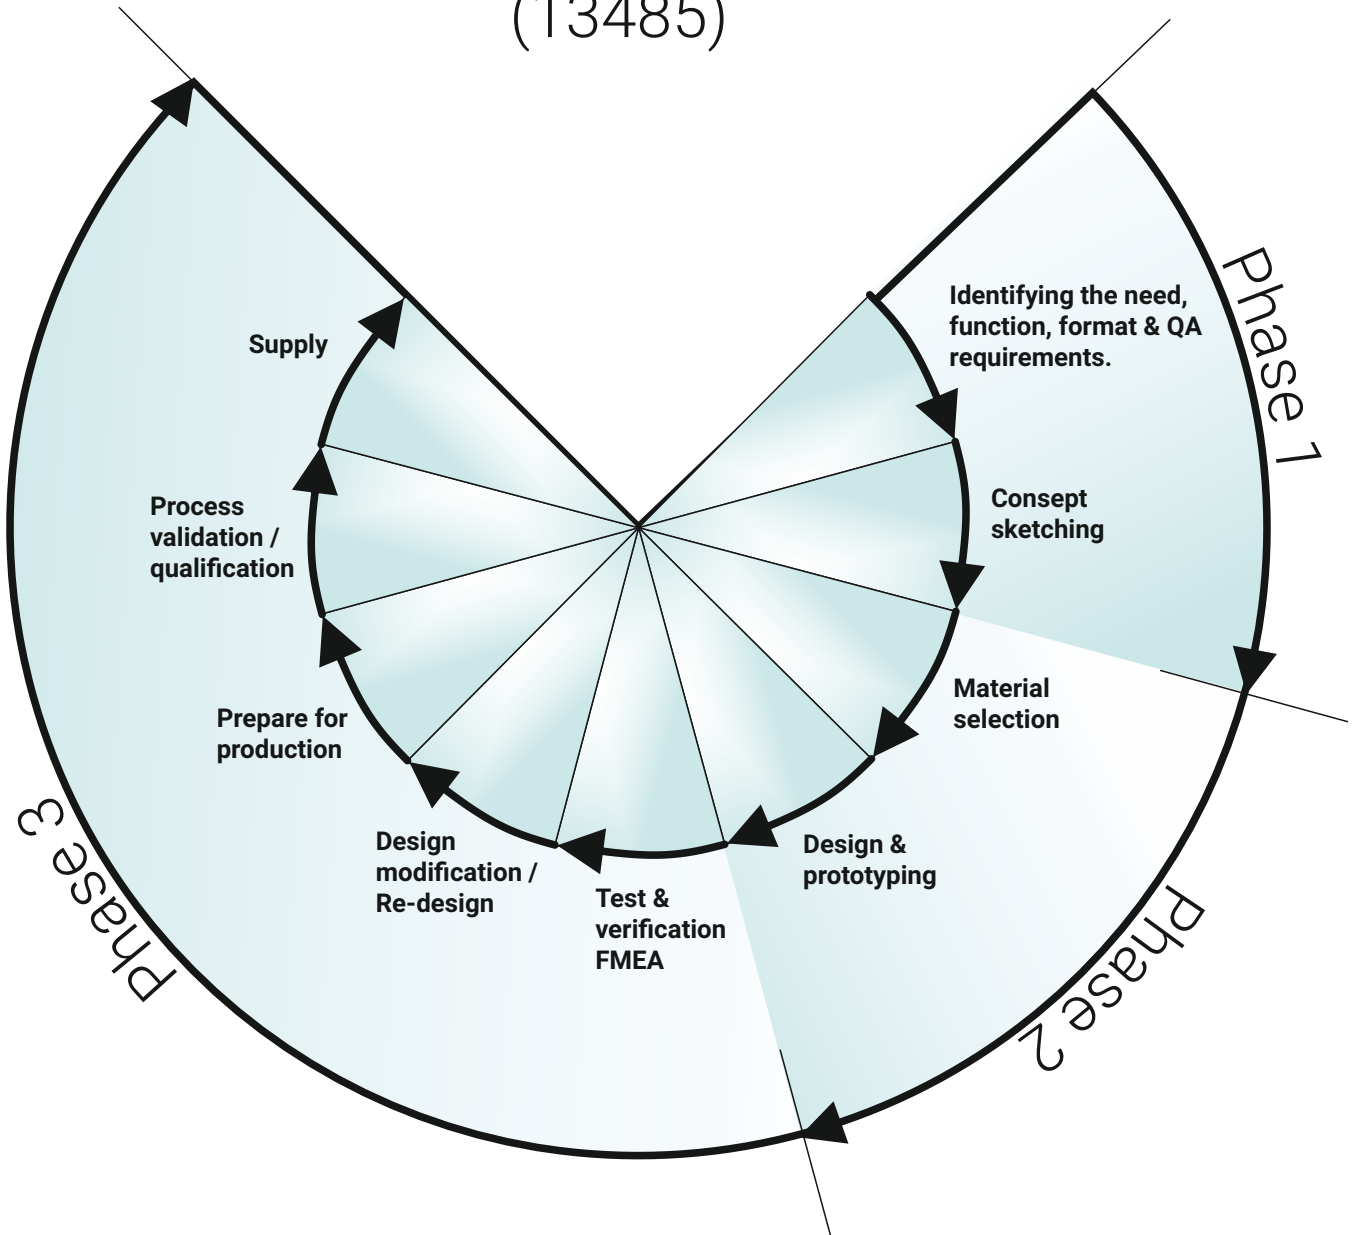 (13485)
Phase 1
Identifying the need,
function, format & QA
requirements.
Consept
sketching
Material
selection
Design &
prototyping
Phase 2
Test &
verification
FMEA
Design
modification /
Re-design
Prepare for
production
Process
validation /
qualification
Supply
Phase 3